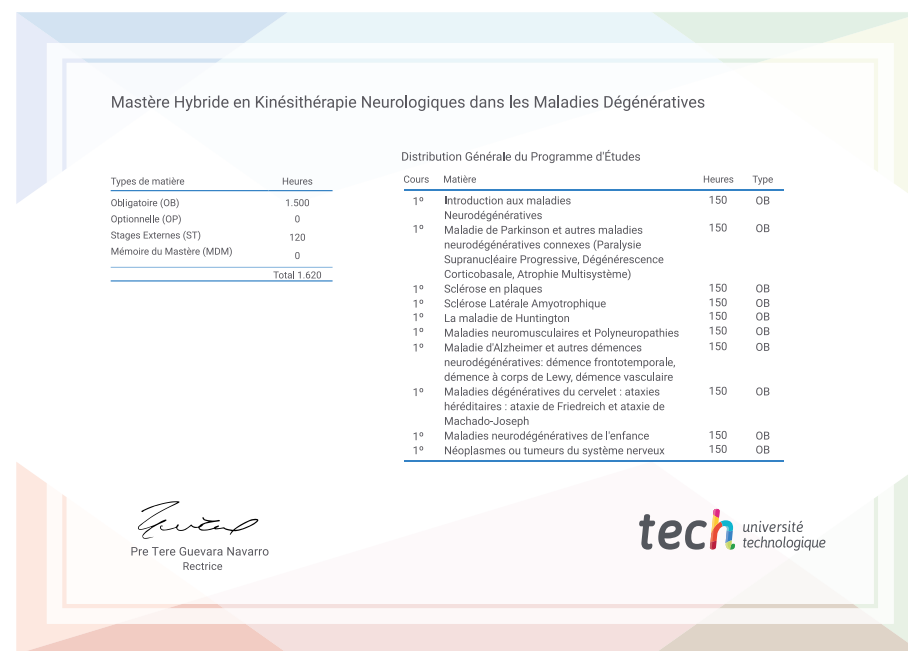 Mastère Hybride en Kinésithérapie Neurologiques dans les Maladies Dégénératives
Types de matière Heures
Obligatoire (OB) 1.500
Optionnelle (OP) 0
Stages Externes (ST) 120
Mémoire du Mastère (MDM) 0
Total 1.620
Distribution Générale du Programme d'Études
Cours Matière Heures Type
1º Introduction aux maladies 150 OB
Neurodégénératives
1º Maladie de Parkinson et autres maladies 150 OB
neurodégénératives connexes (Paralysie
Supranucléaire Progressive, Dégénérescence
Corticobasale, Atrophie Multisystème)
1º Sclérose en plaques 150 OB
1º Sclérose Latérale Amyotrophique 150 OB
1º La maladie de Huntington 150 OB
1º Maladies neuromusculaires et Polyneuropathies 150 OB
1º Maladie d'Alzheimer et autres démences 150 OB
neurodégénératives: démence frontotemporale,
démence à corps de Lewy, démence vasculaire
1º Maladies dégénératives du cervelet : ataxies 150 OB
héréditaires : ataxie de Friedreich et ataxie de
Machado-Joseph
1º Maladies neurodégénératives de l'enfance 150 OB
1º Néoplasmes ou tumeurs du système nerveux 150 OB
Pre Tere Guevara Navarro
Rectrice
tech université
technologique